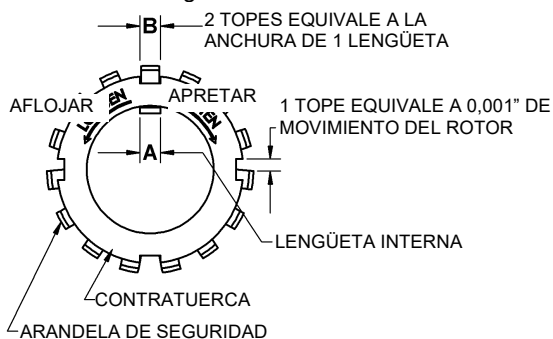 B
2 TOPES EQUIVALE A LA
ANCHURA DE 1 LENGÜETA
AFLOJAR
APRETAR
1 TOPE EQUIVALE A 0,001” DE
MOVIMIENTO DEL ROTOR
A
LENGÜETA INTERNA
CONTRATUERCA
ARANDELA DE SEGURIDAD